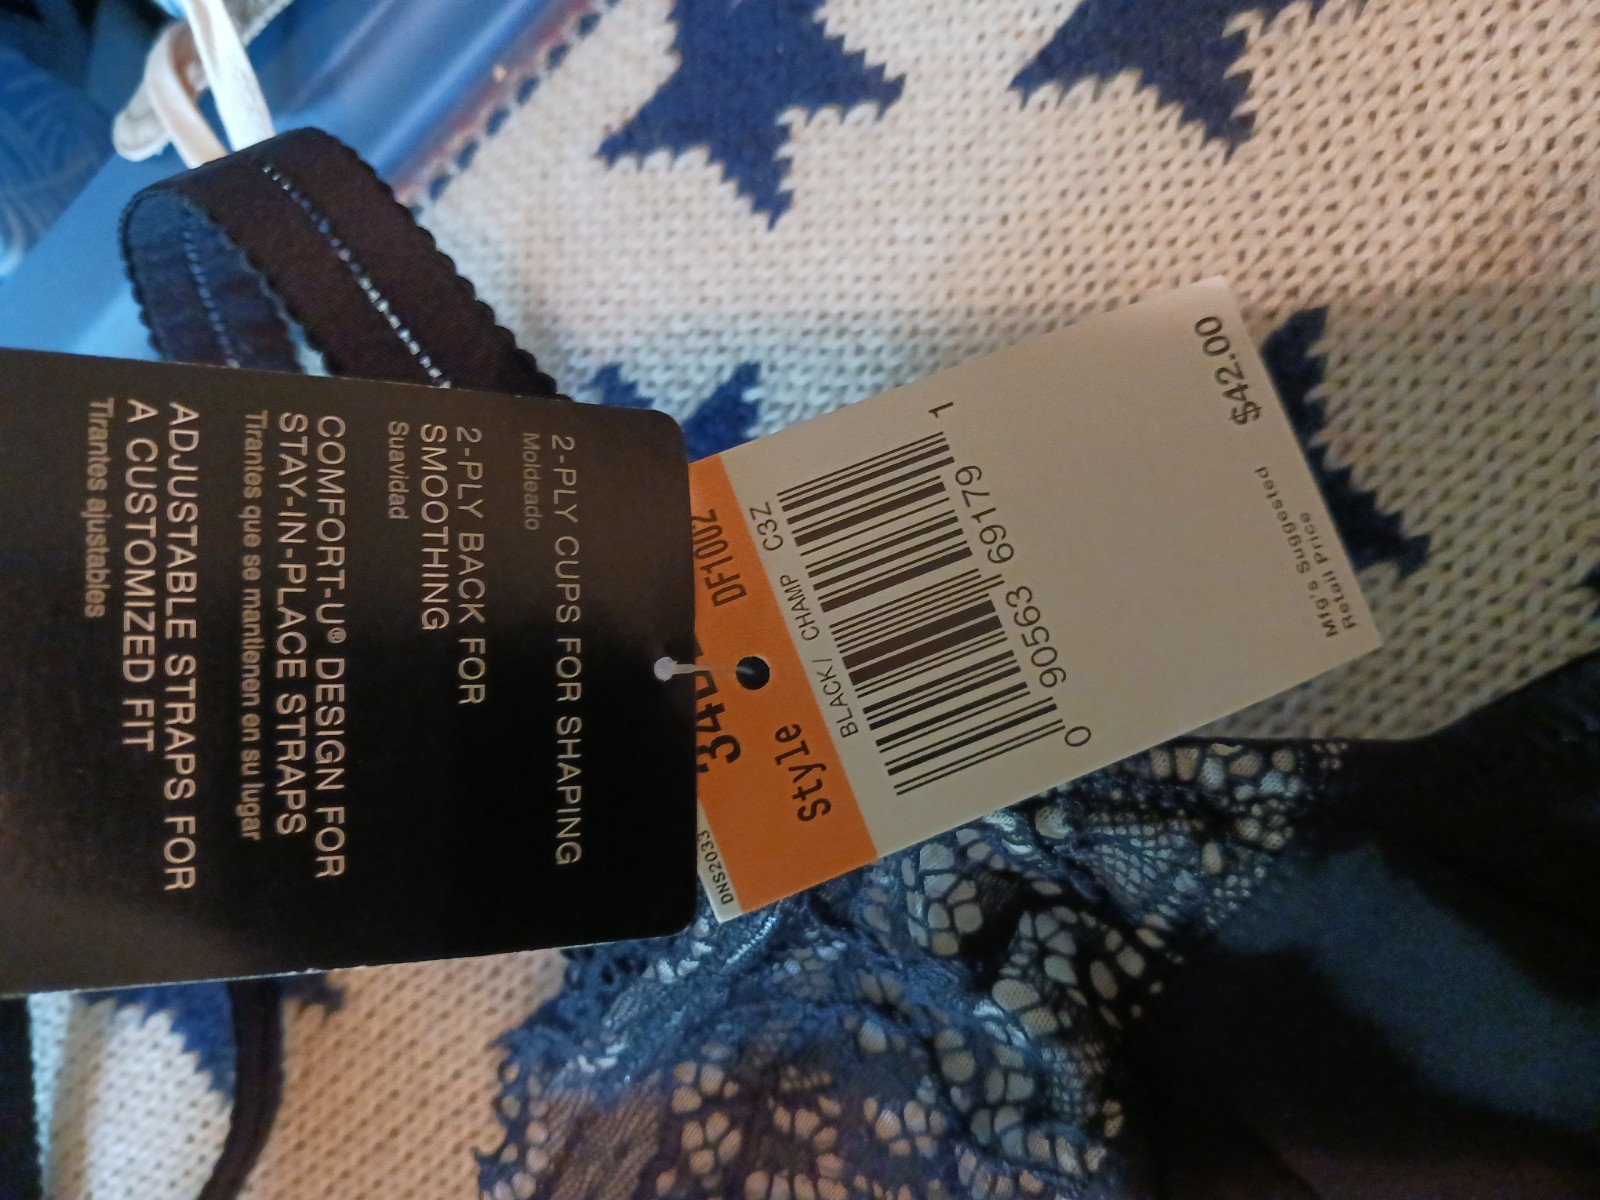 2-PLY CUPS FOR SHAPING
Moldeado
2-PLY BACK FOR
SMOOTHING
Suavidad
COMFORT-U® DESIGN FOR
STAY-IN-PLACE STRAPS
Tirantes que se mantienen en su lugar
ADJUSTABLE STRAPS FOR
A CUSTOMIZED FIT
Tirantes ajustables
$42.00
Mfg's Suggested
Retail Price
0 90563 69179 1
BLACK/ CHAMP C3Z
Style DF1002
DNS2033